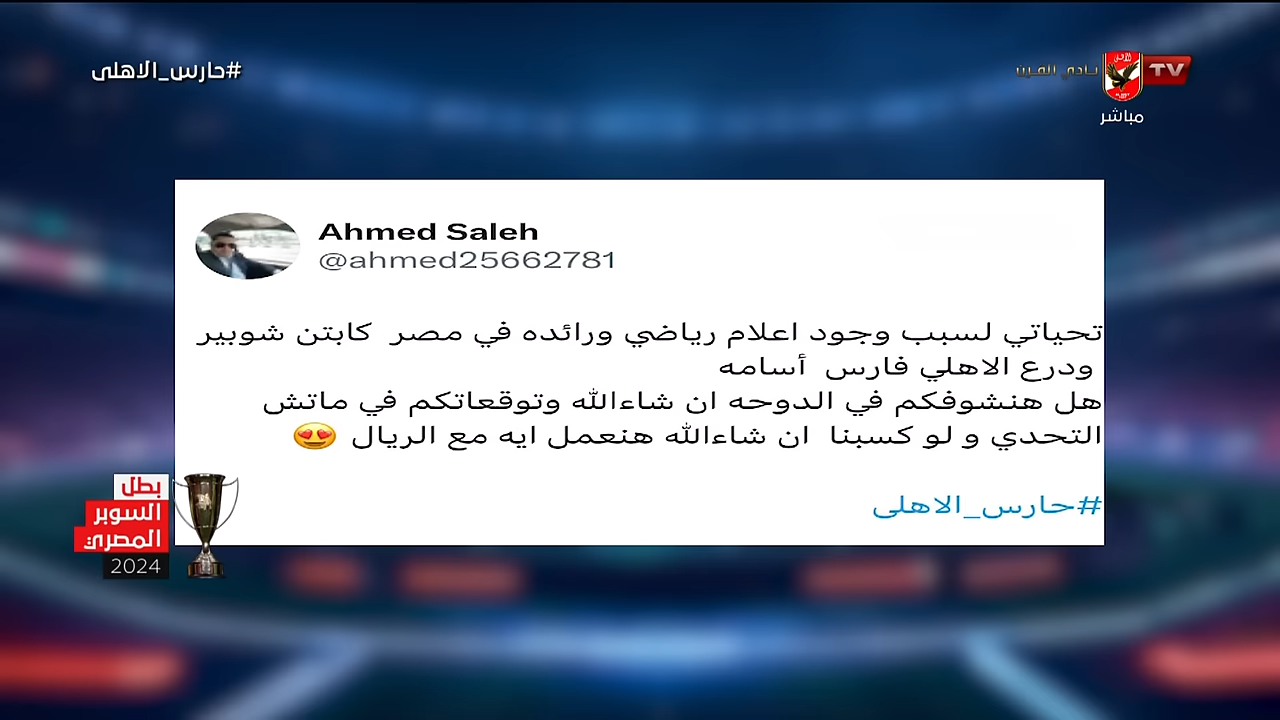 #حارس_الاهلى
نادي القرن
TV
مباشر
Ahmed Saleh
@ahmed25662781
تحياتي لسبب وجود اعلام رياضي ورائده في مصر كابتن شوبير
ودرع الاهلي فارس أسامه
هل هنشوفكم في الدوحه ان شاءالله وتوقعاتكم في ماتش
التحدي و لو كسبنا ان شاءالله هنعمل ايه مع الريال 😍
#حارس_الاهلى
بطل
السوبر
المصري
2024